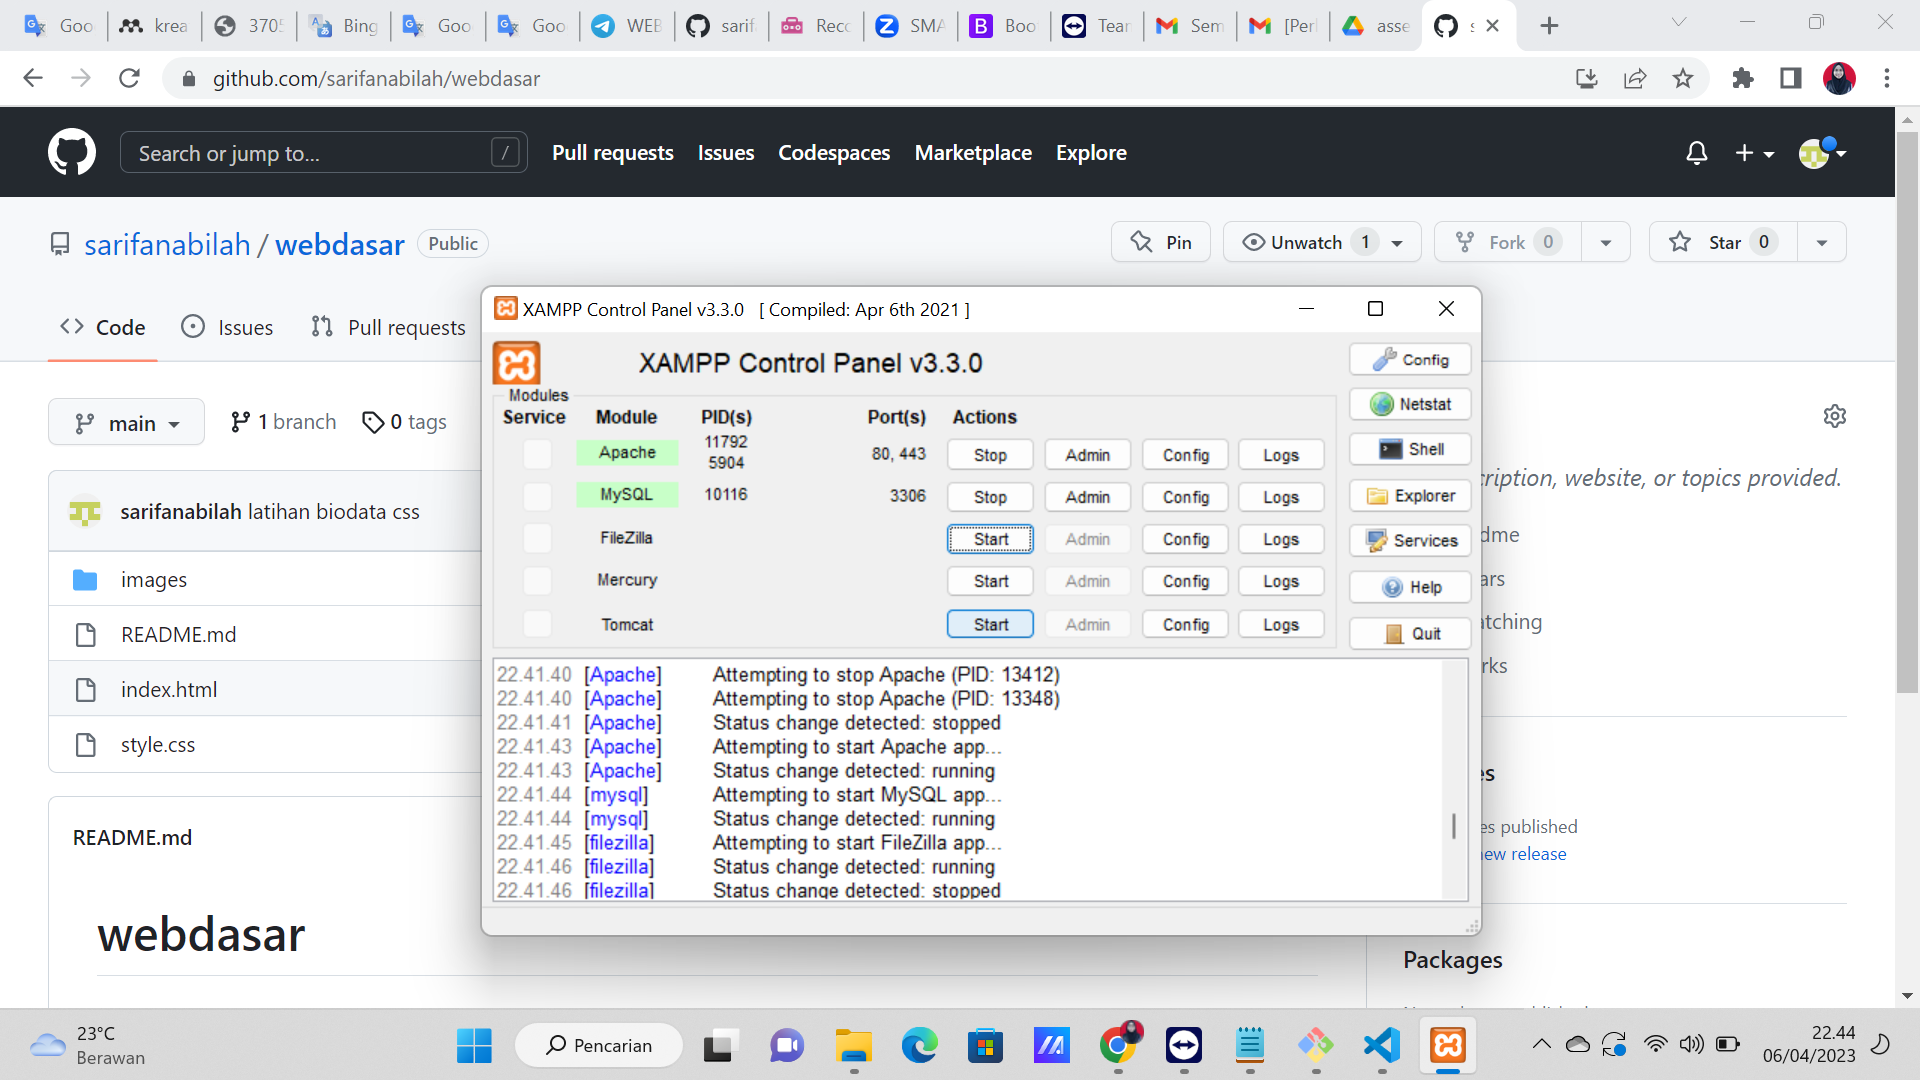 Goo
krea
370
Bing
Goo
Goo
WEB
sarif
Reco
SMA
Boo
Tean
Sem
[Perl
asse
github.com/sarifanabilah/webdasar
Search or jump to...
/
Pull requests
Issues
Codespaces
Marketplace
Explore
sarifanabilah / webdasar
Public
Pin
Unwatch 1
Fork 0
Star 0
Code
Issues
Pull requests
main
1 branch
0 tags
sarifanabilah latihan biodata css
images
README.md
index.html
style.css
README.md
webdasar
XAMPP Control Panel v3.3.0 [ Compiled: Apr 6th 2021 ]
XAMPP Control Panel v3.3.0
Modules
Service Module PID(s) Port(s) Actions
Apache 11792 5904 80, 443 Stop Admin Config Logs
MySQL 10116 3306 Stop Admin Config Logs
FileZilla Start Admin Config Logs
Mercury Start Admin Config Logs
Tomcat Start Admin Config Logs
Config
Netstat
Shell
Explorer
Services
Help
Quit
22.41.40 [Apache] Attempting to stop Apache (PID: 13412)
22.41.40 [Apache] Attempting to stop Apache (PID: 13348)
22.41.41 [Apache] Status change detected: stopped
22.41.43 [Apache] Attempting to start Apache app...
22.41.43 [Apache] Status change detected: running
22.41.44 [mysql] Attempting to start MySQL app...
22.41.44 [mysql] Status change detected: running
22.41.45 [filezilla] Attempting to start FileZilla app...
22.41.46 [filezilla] Status change detected: running
22.41.46 [filezilla] Status change detected: stopped
ription, website, or topics provided.
dme
ars
atching
rks
es
es published
ew release
Packages
23°C
Berawan
Pencarian
22.44
06/04/2023